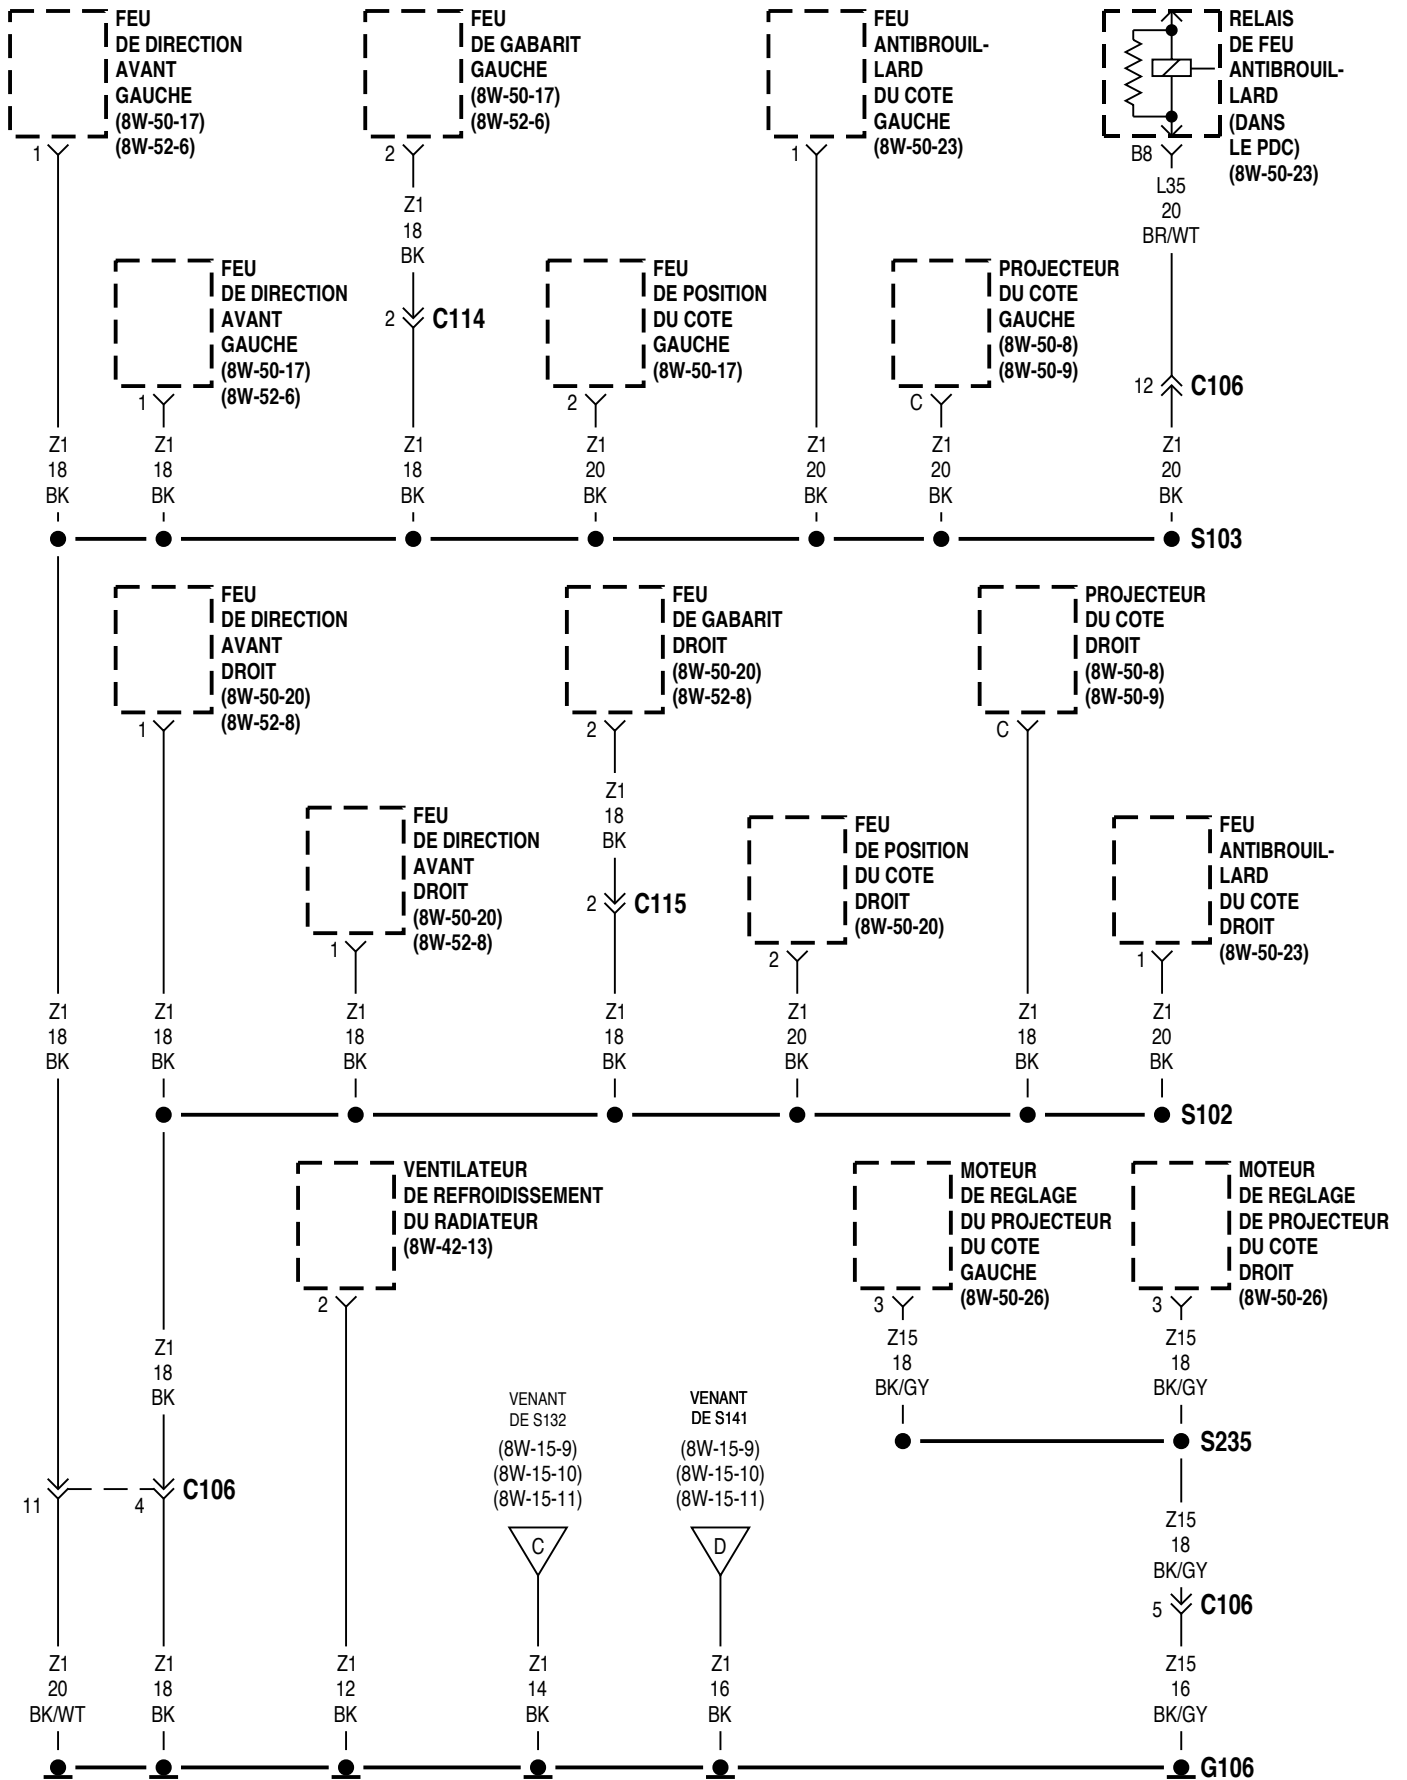 FEU
DE DIRECTION
AVANT
GAUCHE
(8W-50-17)
(8W-52-6)
1
FEU
DE GABARIT
GAUCHE
(8W-50-17)
(8W-52-6)
2
Z1
18
BK
2
C114
FEU
ANTIBROUIL-
LARD
DU COTE
GAUCHE
(8W-50-23)
1
RELAIS
DE FEU
ANTIBROUIL-
LARD
(DANS
LE PDC)
(8W-50-23)
B8
L35
20
BR/WT
12
C106
FEU
DE DIRECTION
AVANT
GAUCHE
(8W-50-17)
(8W-52-6)
1
FEU
DE POSITION
DU COTE
GAUCHE
(8W-50-17)
2
PROJECTEUR
DU COTE
GAUCHE
(8W-50-8)
(8W-50-9)
C
Z1
18
BK
Z1
18
BK
Z1
18
BK
Z1
20
BK
Z1
20
BK
Z1
20
BK
Z1
20
BK
S103
FEU
DE DIRECTION
AVANT
DROIT
(8W-50-20)
(8W-52-8)
1
FEU
DE GABARIT
DROIT
(8W-50-20)
(8W-52-8)
2
Z1
18
BK
2
C115
PROJECTEUR
DU COTE
DROIT
(8W-50-8)
(8W-50-9)
C
FEU
DE DIRECTION
AVANT
DROIT
(8W-50-20)
(8W-52-8)
1
FEU
DE POSITION
DU COTE
DROIT
(8W-50-20)
2
FEU
ANTIBROUIL-
LARD
DU COTE
DROIT
(8W-50-23)
1
Z1
18
BK
Z1
18
BK
Z1
18
BK
Z1
18
BK
Z1
20
BK
Z1
18
BK
Z1
20
BK
S102
VENTILATEUR
DE REFROIDISSEMENT
DU RADIATEUR
(8W-42-13)
2
MOTEUR
DE REGLAGE
DU PROJECTEUR
DU COTE
GAUCHE
(8W-50-26)
3
Z15
18
BK/GY
MOTEUR
DE REGLAGE
DE PROJECTEUR
DU COTE
DROIT
(8W-50-26)
3
Z15
18
BK/GY
S235
Z1
18
BK
VENANT
DE S132
(8W-15-9)
(8W-15-10)
(8W-15-11)
C
VENANT
DE S141
(8W-15-9)
(8W-15-10)
(8W-15-11)
D
11
4
C106
Z15
18
BK/GY
5
C106
Z1
20
BK/WT
Z1
18
BK
Z1
12
BK
Z1
14
BK
Z1
16
BK
Z15
16
BK/GY
G106